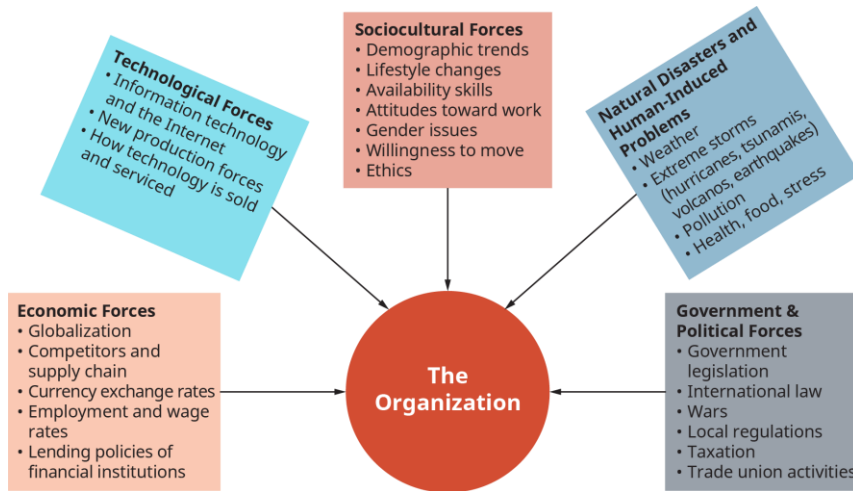 Technological Forces
• Information technology
and the Internet
• New production forces
• How technology is sold
and serviced
Sociocultural Forces
• Demographic trends
• Lifestyle changes
• Availability skills
• Attitudes toward work
• Gender issues
• Willingness to move
• Ethics
Natural Disasters and
Human-Induced
Problems
• Weather
• Extreme storms
(hurricanes, tsunamis,
volcanos, earthquakes)
• Pollution
• Health, food, stress
Economic Forces
• Globalization
• Competitors and
supply chain
• Currency exchange rates
• Employment and wage
rates
• Lending policies of
financial institutions
The
Organization
Government &
Political Forces
• Government
legislation
• International law
• Wars
• Local regulations
• Taxation
• Trade union activities